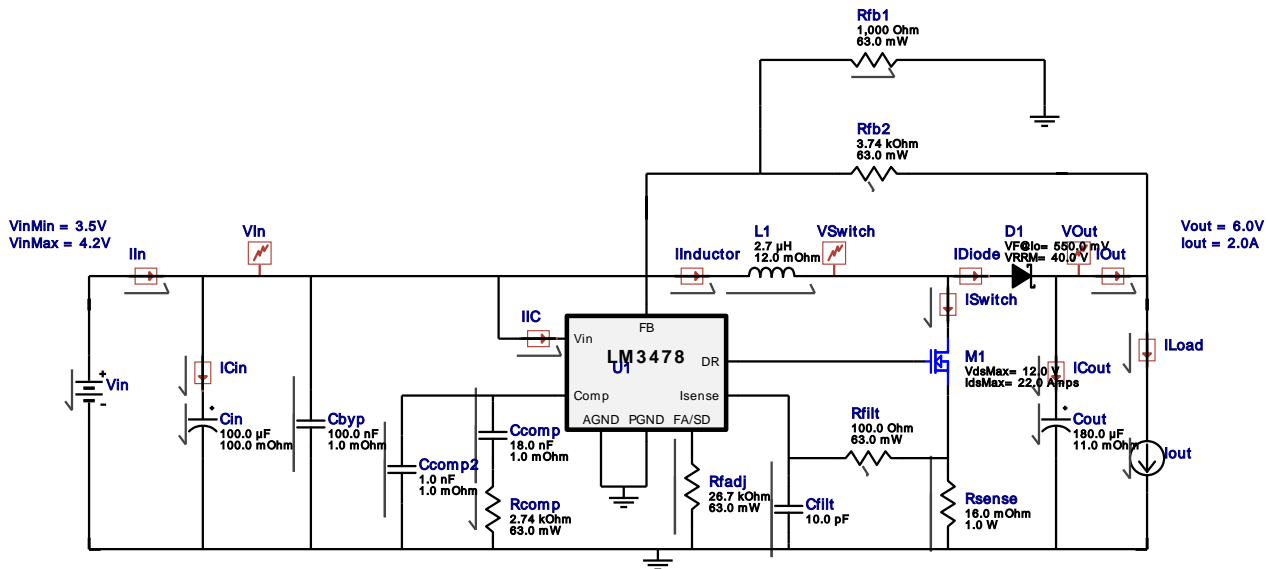 Rfb1
1,000 Ohm
63.0 mW
Rfb2
3.74 kOhm
63.0 mW
VinMin = 3.5V
VinMax = 4.2V
Vout = 6.0V
Iout = 2.0A
IIn
VIn
IInductor
L1
2.7 µH
12.0 mOhm
VSwitch
IDiode
D1
VF@Io= 550.0 mV
VRRM= 40.0 V
VOut
IOut
ISwitch
IIC
Vin
FB
LM3478
U1
DR
Comp
Isense
AGND PGND FA/SD
M1
VdsMax= 12.0 V
IdsMax= 22.0 Amps
ILoad
ICin
ICout
Vin
+
-
Cin
100.0 µF
100.0 mOhm
Cbyp
100.0 nF
1.0 mOhm
Ccomp
18.0 nF
1.0 mOhm
Ccomp2
1.0 nF
1.0 mOhm
Rcomp
2.74 kOhm
63.0 mW
Rfadj
26.7 kOhm
63.0 mW
Rfilt
100.0 Ohm
63.0 mW
Cfilt
10.0 pF
Rsense
16.0 mOhm
1.0 W
Cout
180.0 µF
11.0 mOhm
Iout